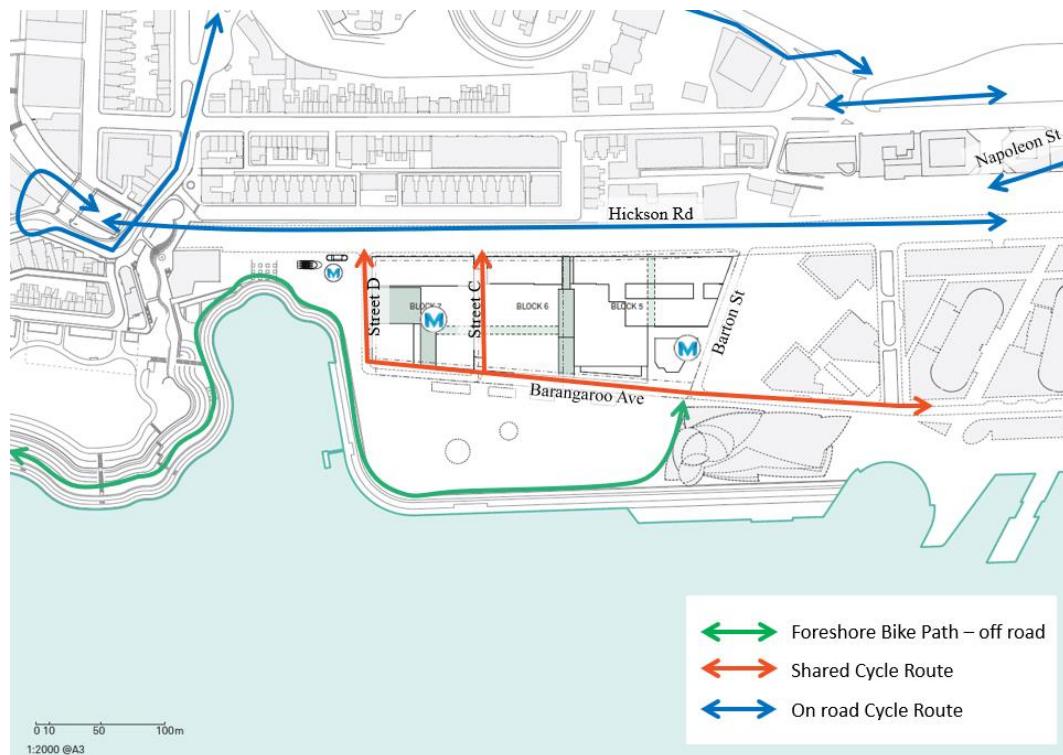 Napoleon St
Hickson Rd
Street D
Street C
BLOCK 7
BLOCK 6
BLOCK 5
M
M
M
Barton St
Barangaroo Ave
Foreshore Bike Path – off road
Shared Cycle Route
On road Cycle Route
0 10 50 100m
1:2000 @A3